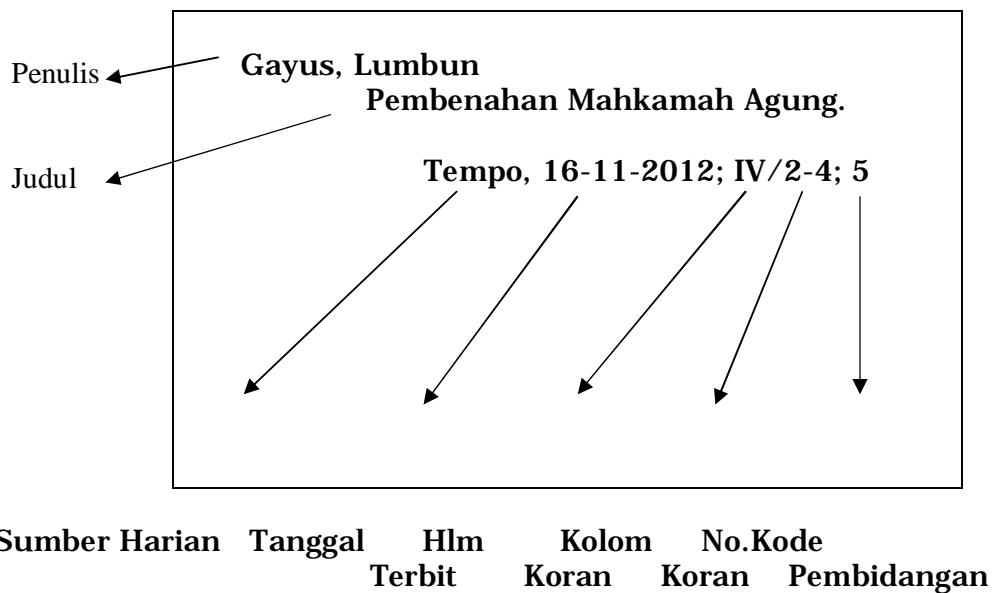 Gayus, Lumbun
Penulis
Pembenahan Mahkamah Agung.
Judul
Tempo, 16-11-2012; IV/2-4; 5
Sumber Harian Tanggal Hlm Kolom No.Kode
Terbit Koran Koran Pembidangan